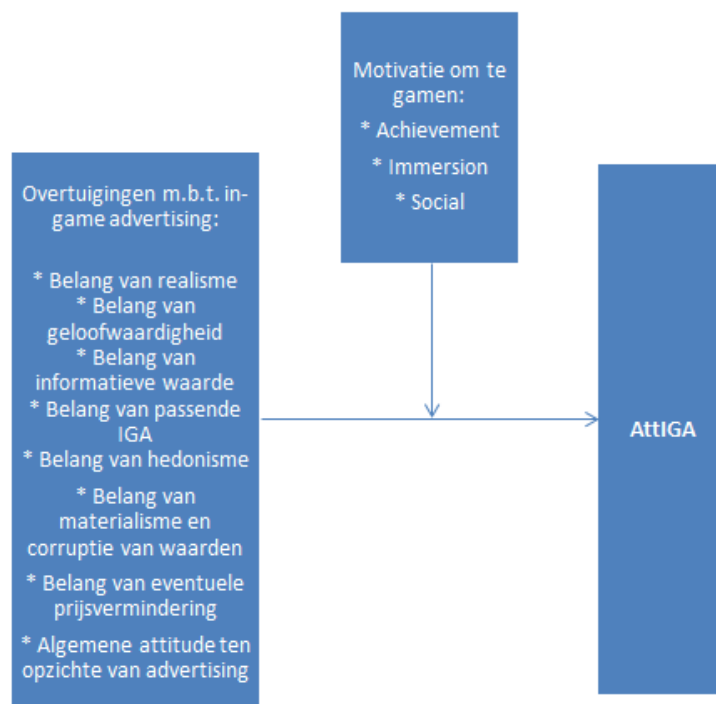 Motivatie om te
gamen:
* Achievement
* Immersion
* Social
Overtuigingen m.b.t. in-
game advertising:
* Belang van realisme
* Belang van
geloofwaardigheid
* Belang van
informatieve waarde
* Belang van passende
IGA
* Belang van hedonisme
* Belang van
materialisme en
corruptie van waarden
* Belang van eventuele
prijsvermindering
* Algemene attitude ten
opzichte van advertising
AttIGA